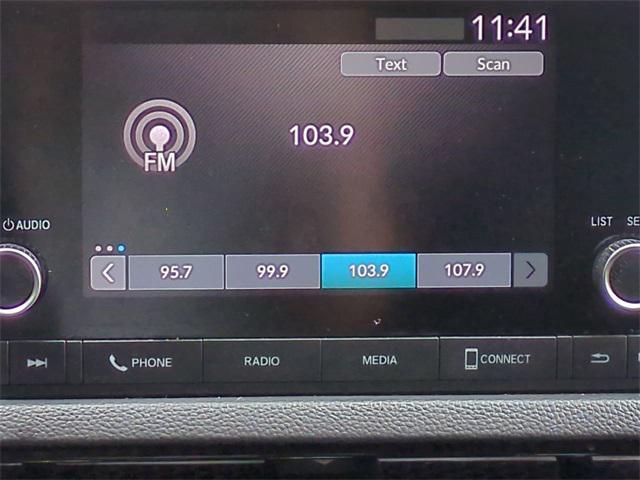 11:41
Text Scan
FM
103.9
AUDIO
LIST
95.7 99.9 103.9 107.9
PHONE RADIO MEDIA CONNECT